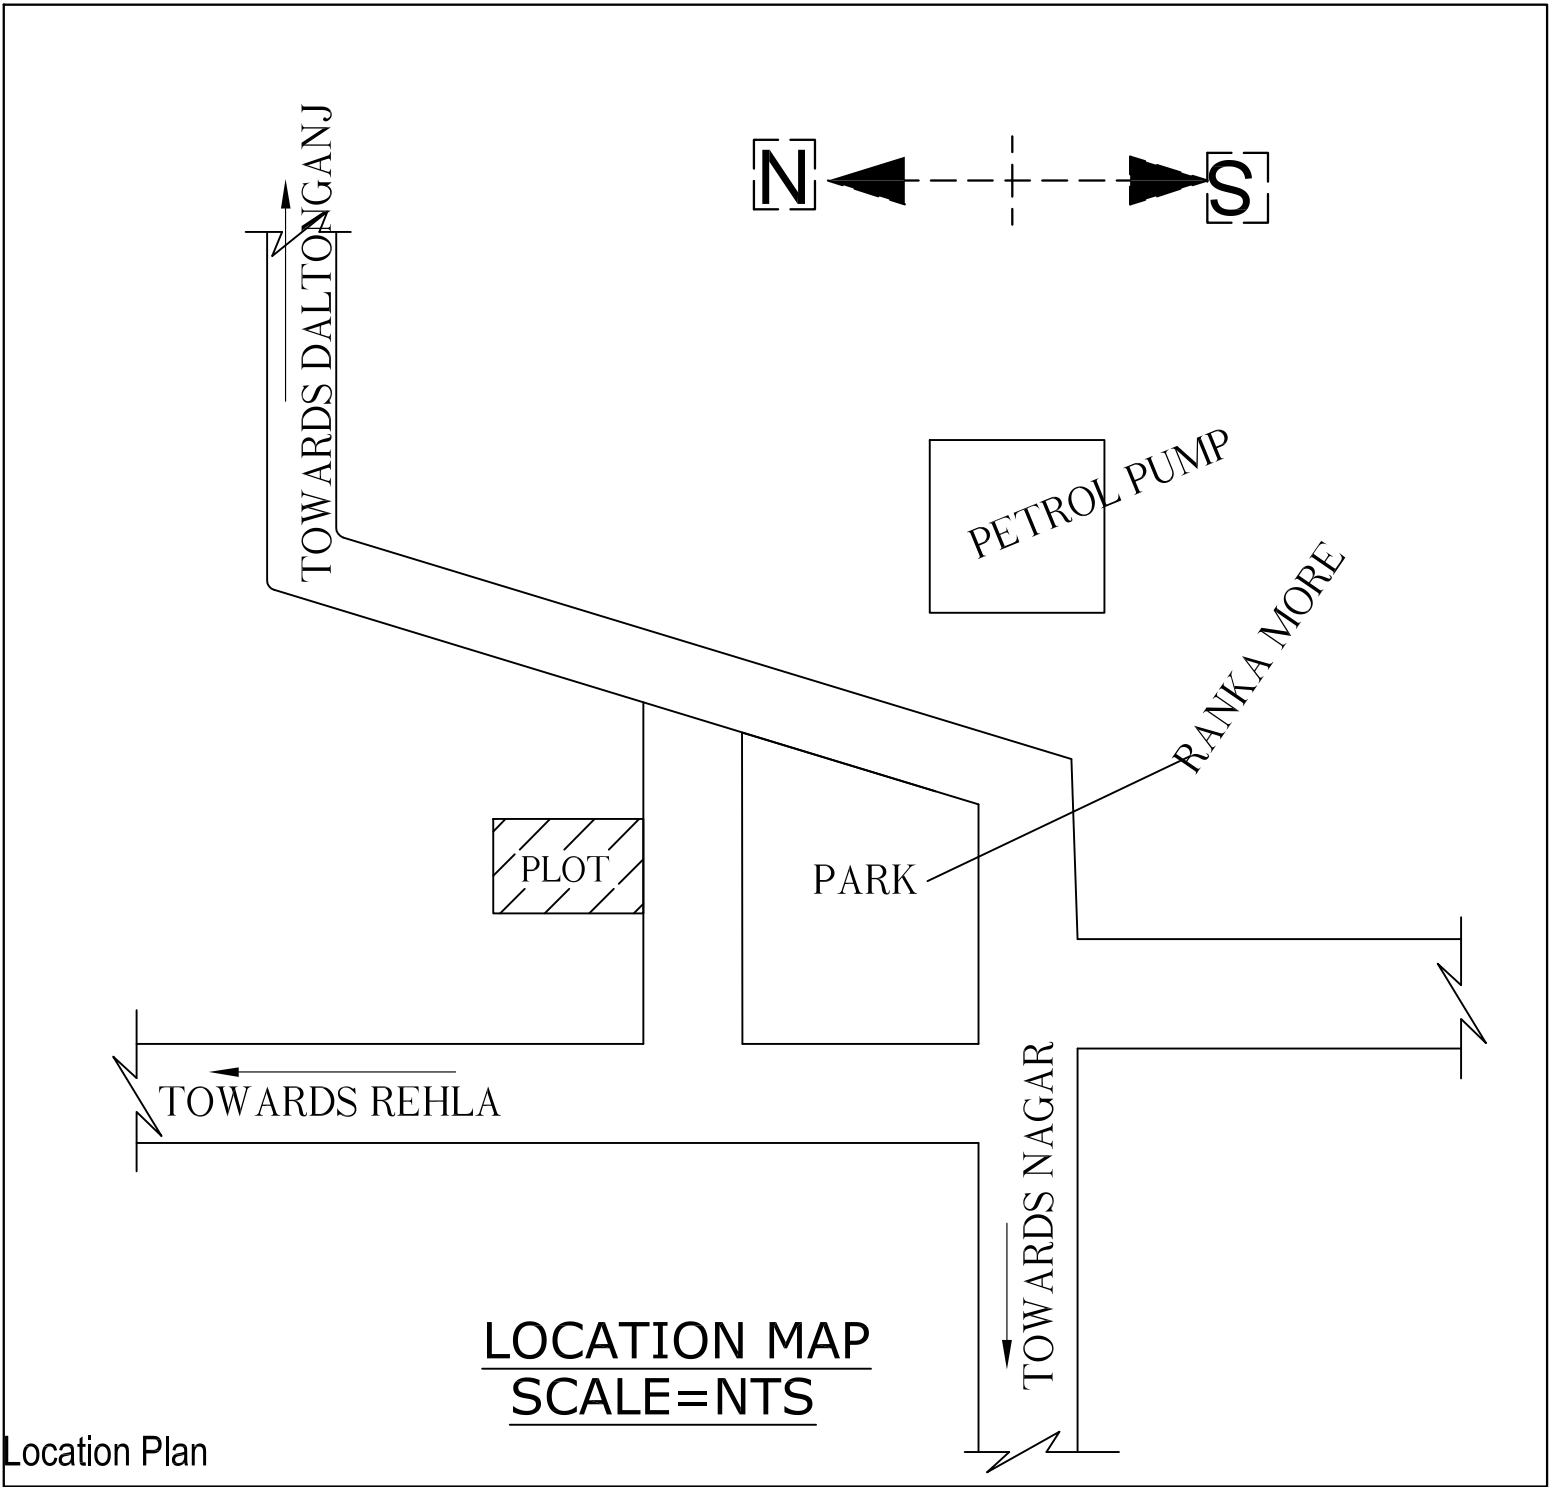 N
S
TOWARDS DALTONGANJ
PETROL PUMP
RANKA MORE
PLOT
PARK
TOWARDS REHLA
TOWARDS NAGAR
LOCATION MAP
SCALE=NTS
Location Plan